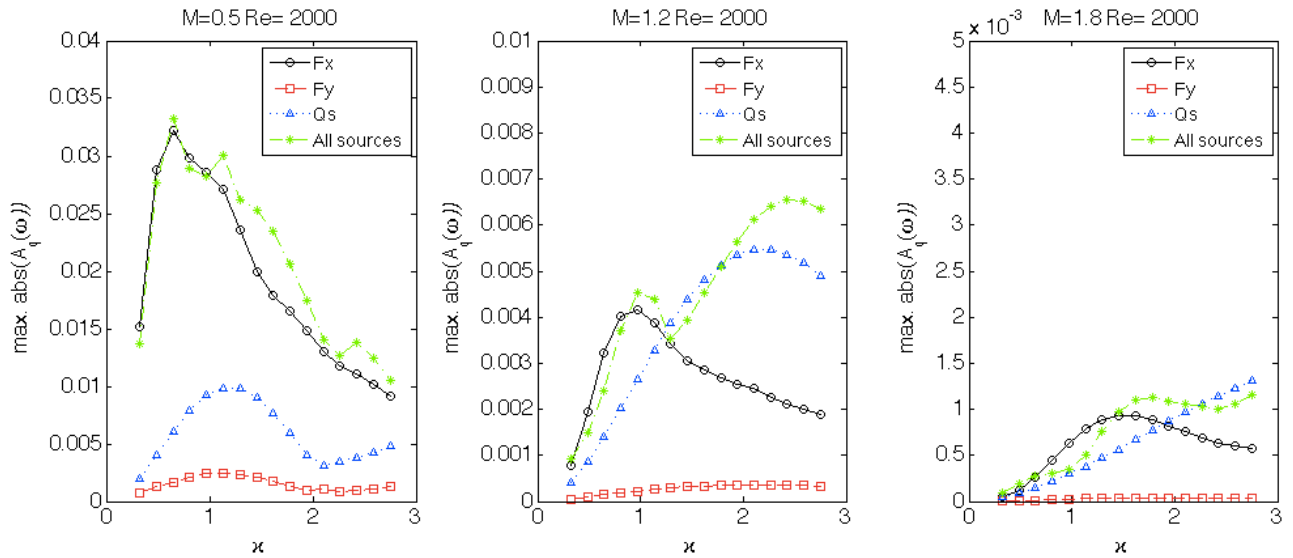 M=0.5 Re= 2000
0.04
0.035
0.03
0.025
0.02
0.015
0.01
0.005
0
0
1
2
3
max. abs(A_q(ω))
ϰ
Fx
Fy
Qs
All sources
M=1.2 Re= 2000
0.01
0.009
0.008
0.007
0.006
0.005
0.004
0.003
0.002
0.001
0
0
1
2
3
max. abs(A_q(ω))
ϰ
Fx
Fy
Qs
All sources
M=1.8 Re= 2000
× 10⁻³
5
4.5
4
3.5
3
2.5
2
1.5
1
0.5
0
0
1
2
3
max. abs(A_q(ω))
ϰ
Fx
Fy
Qs
All sources